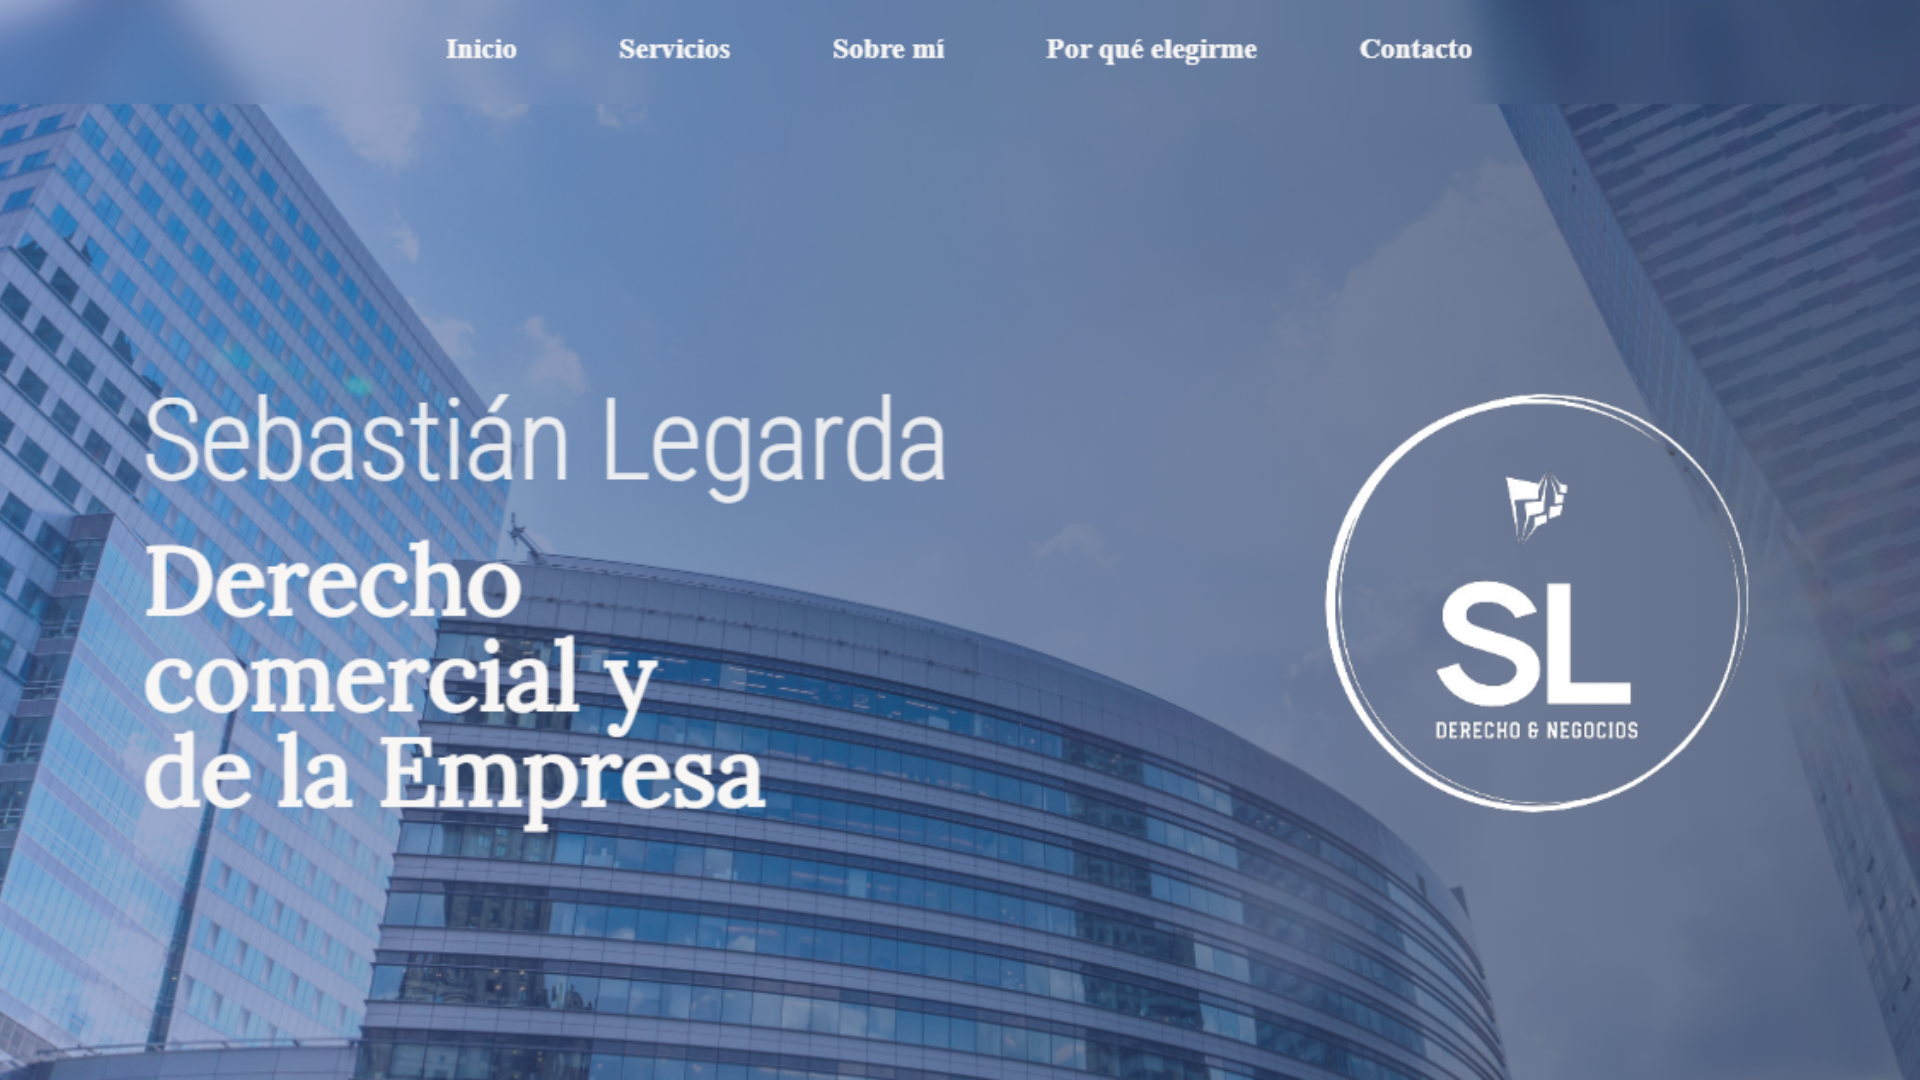 Inicio Servicios Sobre mí Por qué elegirme Contacto
Sebastián Legarda
Derecho
comercial y
de la Empresa
SL
DERECHO & NEGOCIOS